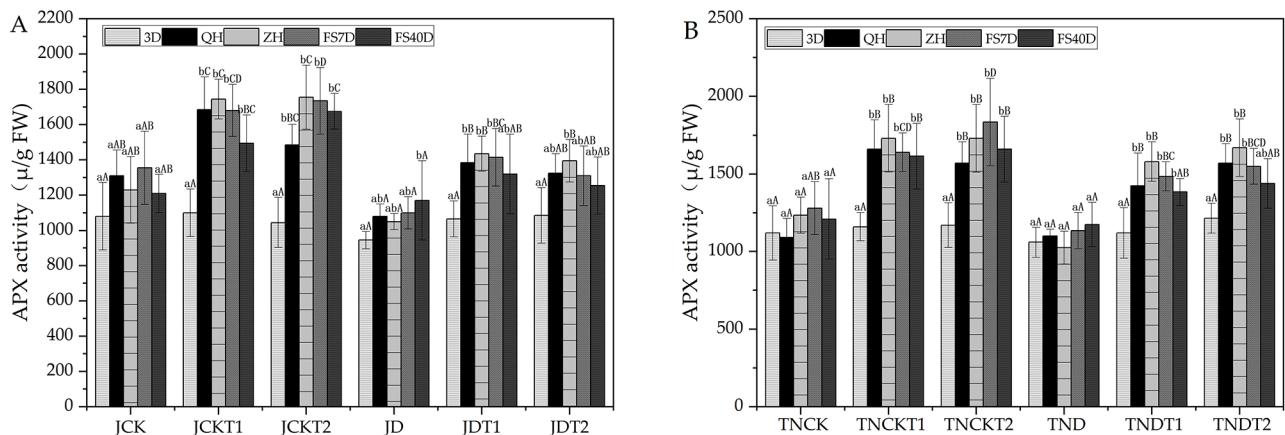 A
APX activity (μ/g FW)
2200
2000
1800
1600
1400
1200
1000
800
600
400
200
0
3D QH ZH FS7D FS40D
aA aAB aAB aAB aAB
aA bC bC bCD bBC
aA bBC bC bCD bC
aA abA abA abA bA
aA bB bB bBC abAB
aA abAB bB abAB abAB
JCK JCKT1 JCKT2 JD JDT1 JDT2
B
APX activity (μ/g FW)
2500
2000
1500
1000
500
0
3D QH ZH FS7D FS40D
aA aA aA aAB aA
aA bB bB bCD bB
aA bB bB bD bB
aA aA aA aA aA
aA bB bB bBC bAB
aA bB bB bBCD abAB
TNCK TNCKT1 TNCKT2 TND TNDT1 TNDT2